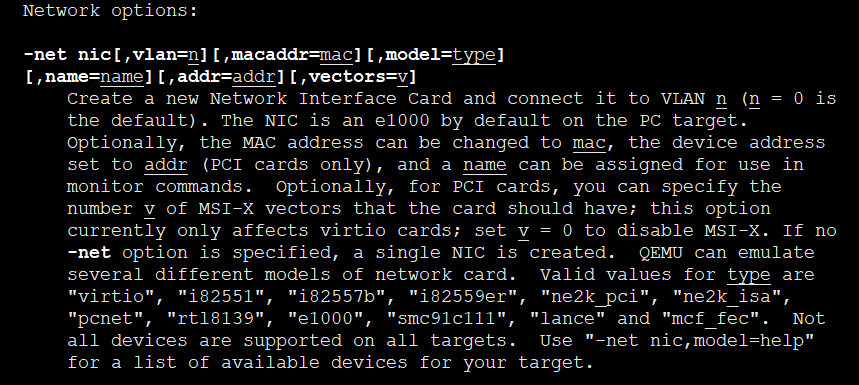 Network options:
-net nic[,vlan=n][,macaddr=mac][,model=type]
[,name=name][,addr=addr][,vectors=v]
Create a new Network Interface Card and connect it to VLAN n (n = 0 is
the default). The NIC is an e1000 by default on the PC target.
Optionally, the MAC address can be changed to mac, the device address
set to addr (PCI cards only), and a name can be assigned for use in
monitor commands.  Optionally, for PCI cards, you can specify the
number v of MSI-X vectors that the card should have; this option
currently only affects virtio cards; set v = 0 to disable MSI-X. If no
-net option is specified, a single NIC is created.  QEMU can emulate
several different models of network card.  Valid values for type are
"virtio", "i82551", "i82557b", "i82559er", "ne2k_pci", "ne2k_isa",
"pcnet", "rtl8139", "e1000", "smc91c111", "lance" and "mcf_fec".  Not
all devices are supported on all targets.  Use "-net nic,model=help"
for a list of available devices for your target.